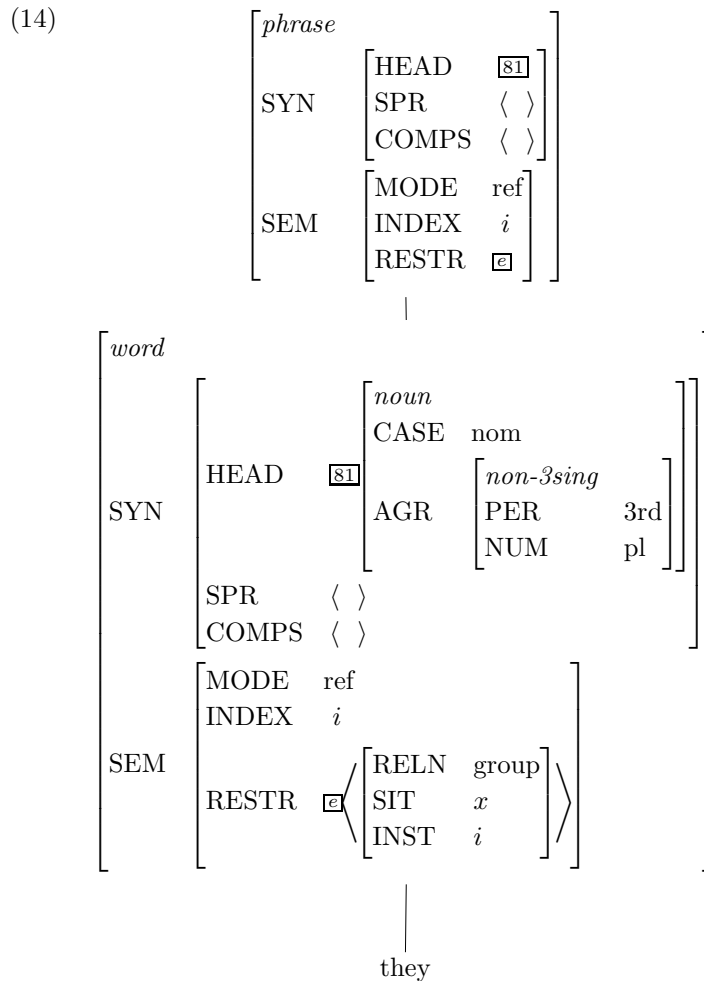 (14)
phrase
HEAD 81
SYN SPR ⟨ ⟩
COMPS ⟨ ⟩
MODE ref
SEM INDEX i
RESTR e
word
noun
CASE nom
HEAD 81
non-3sing
SYN AGR PER 3rd
NUM pl
SPR ⟨ ⟩
COMPS ⟨ ⟩
MODE ref
INDEX i
SEM RELN group
RESTR e SIT x
INST i
they